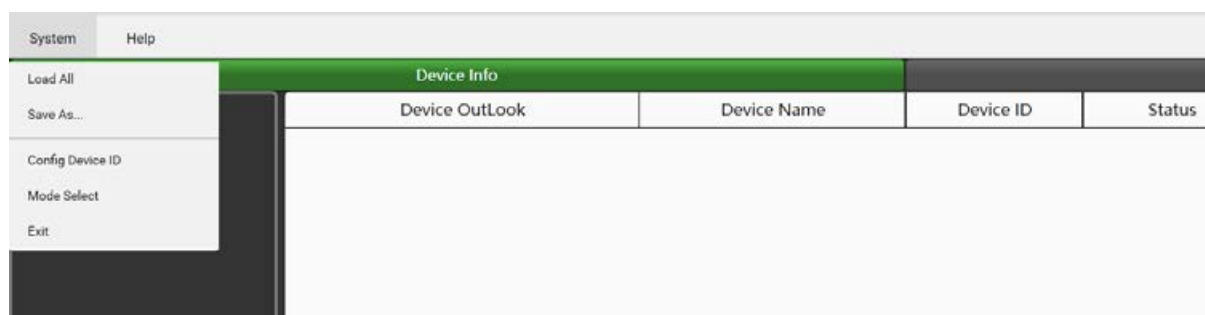 System Help
Load All
Device Info
Save As...
Device OutLook Device Name Device ID Status
Config Device ID
Mode Select
Exit